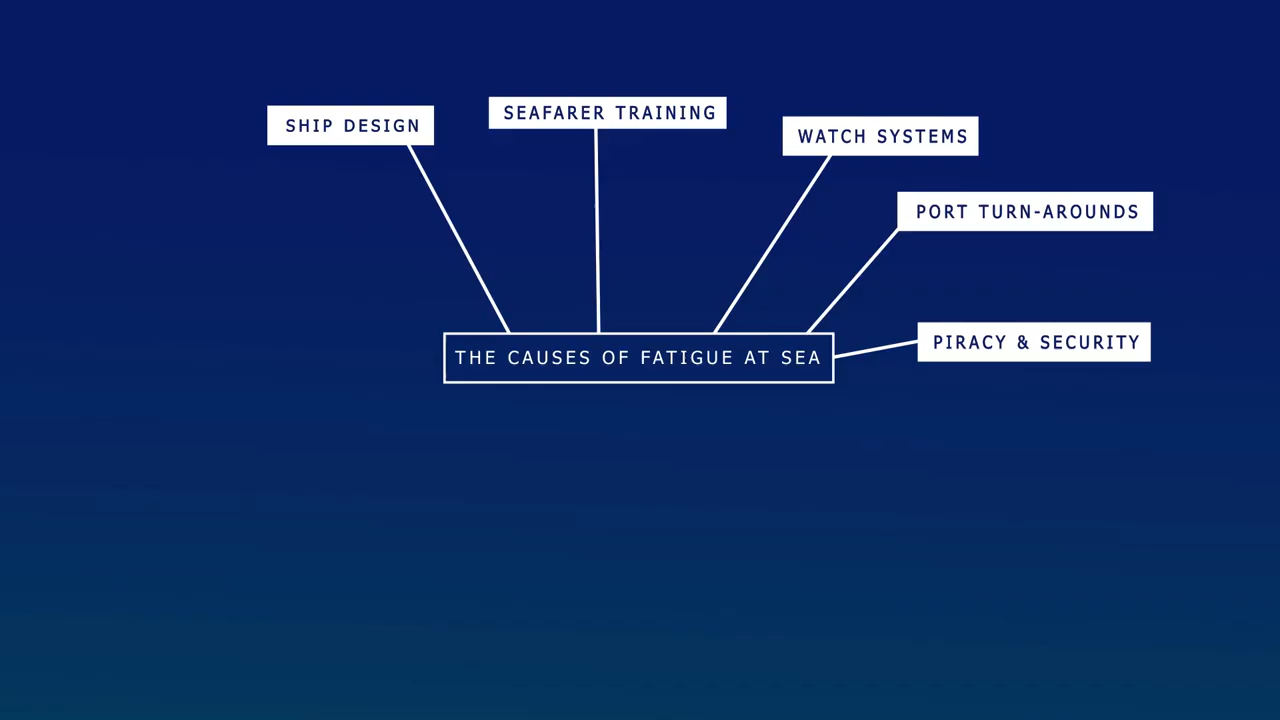 SHIP DESIGN
SEAFARER TRAINING
WATCH SYSTEMS
PORT TURN-AROUNDS
PIRACY & SECURITY
THE CAUSES OF FATIGUE AT SEA